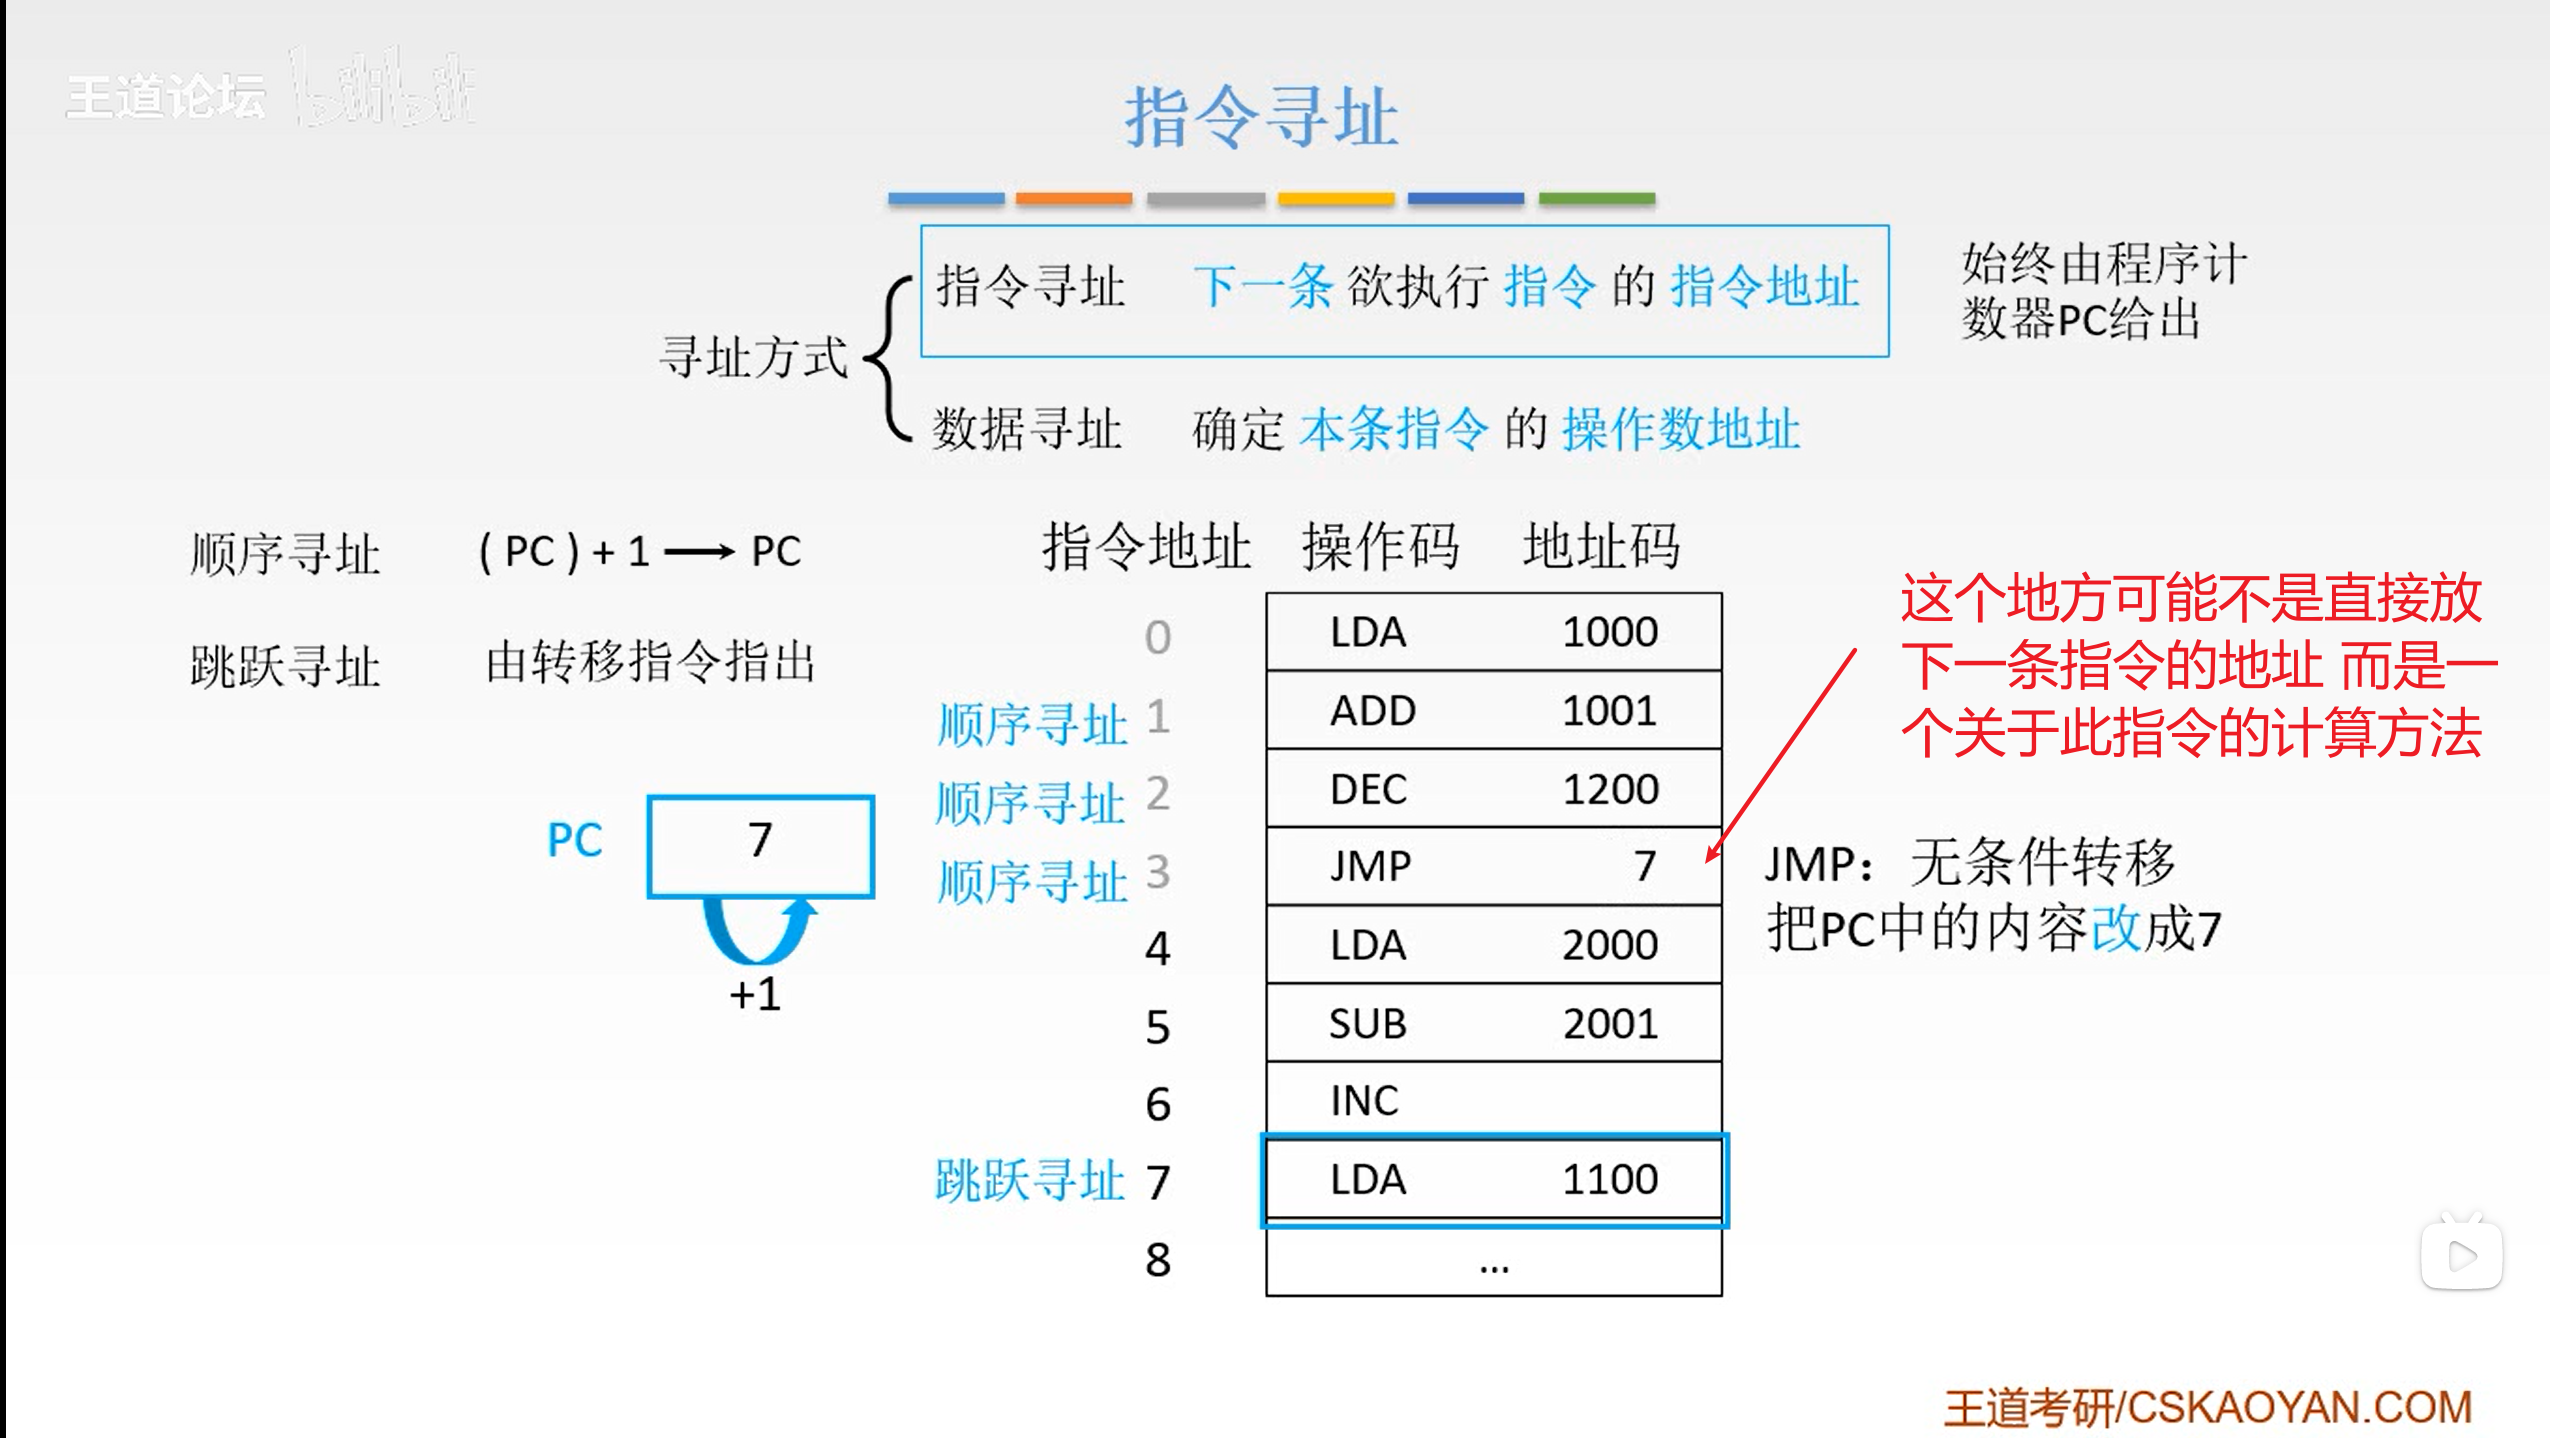 王道论坛 bilibili
指令寻址
指令寻址 下一条 欲执行 指令 的 指令地址
始终由程序计
数器PC给出
寻址方式
数据寻址 确定 本条指令 的 操作数地址
顺序寻址 ( PC ) + 1 → PC
跳跃寻址 由转移指令指出
PC 7
+1
指令地址 操作码 地址码
0 LDA 1000
顺序寻址 1 ADD 1001
顺序寻址 2 DEC 1200
顺序寻址 3 JMP 7
4 LDA 2000
5 SUB 2001
6 INC
跳跃寻址 7 LDA 1100
8 ...
这个地方可能不是直接放
下一条指令的地址 而是一
个关于此指令的计算方法
JMP：无条件转移
把PC中的内容改成7
王道考研/CSKAOYAN.COM